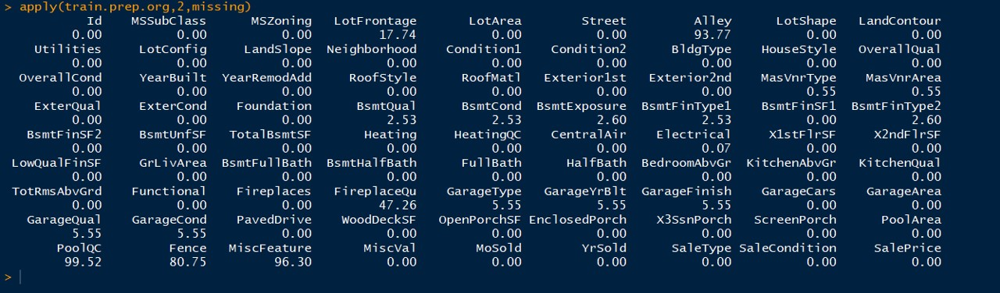 > apply(train.prep.org,2,missing)
Id MSSubClass MSZoning LotFrontage LotArea Street Alley LotShape LandContour
0.00 0.00 0.00 17.74 0.00 0.00 93.77 0.00 0.00
Utilities LotConfig LandSlope Neighborhood Condition1 Condition2 BldgType HouseStyle OverallQual
0.00 0.00 0.00 0.00 0.00 0.00 0.00 0.00 0.00
OverallCond YearBuilt YearRemodAdd RoofStyle RoofMatl Exterior1st Exterior2nd MasVnrType MasVnrArea
0.00 0.00 0.00 0.00 0.00 0.00 0.00 0.55 0.55
ExterQual ExterCond Foundation BsmtQual BsmtCond BsmtExposure BsmtFinType1 BsmtFinSF1 BsmtFinType2
0.00 0.00 0.00 2.53 2.53 2.60 2.53 0.00 2.60
BsmtFinSF2 BsmtUnfSF TotalBsmtSF Heating HeatingQC CentralAir Electrical X1stFlrSF X2ndFlrSF
0.00 0.00 0.00 0.00 0.00 0.00 0.07 0.00 0.00
LowQualFinSF GrLivArea BsmtFullBath BsmtHalfBath FullBath HalfBath BedroomAbvGr KitchenAbvGr KitchenQual
0.00 0.00 0.00 0.00 0.00 0.00 0.00 0.00 0.00
TotRmsAbvGrd Functional Fireplaces FireplaceQu GarageType GarageYrBlt GarageFinish GarageCars GarageArea
0.00 0.00 0.00 47.26 5.55 5.55 5.55 0.00 0.00
GarageQual GarageCond PavedDrive WoodDeckSF OpenPorchSF EnclosedPorch X3SsnPorch ScreenPorch PoolArea
5.55 5.55 0.00 0.00 0.00 0.00 0.00 0.00 0.00
PoolQC Fence MiscFeature MiscVal MoSold YrSold SaleType SaleCondition SalePrice
99.52 80.75 96.30 0.00 0.00 0.00 0.00 0.00 0.00
>